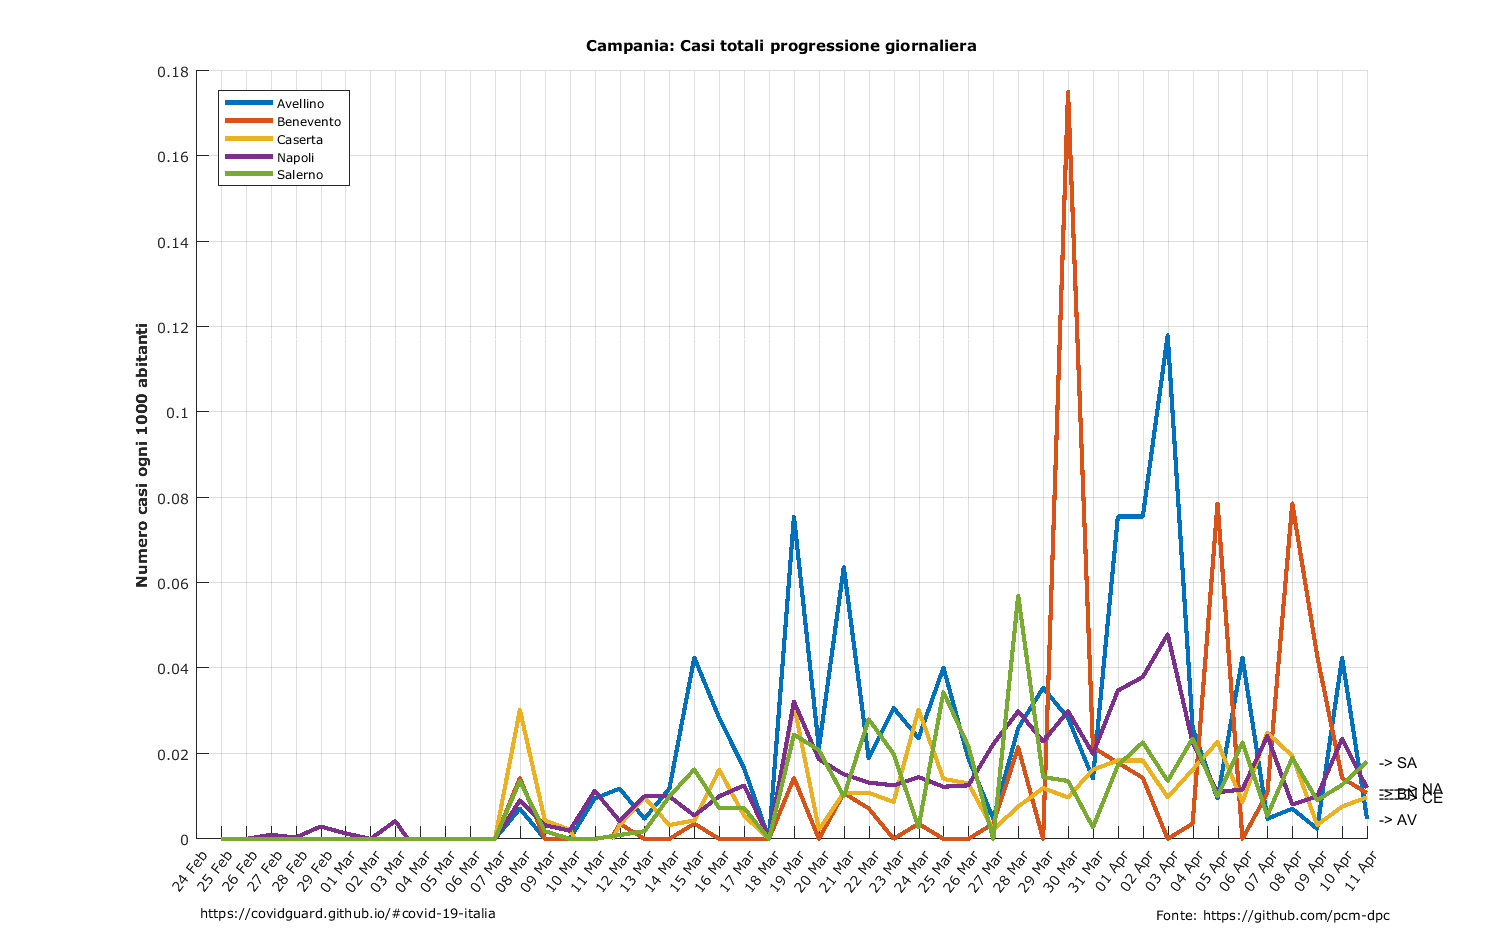 Campania: Casi totali progressione giornaliera
Numero casi ogni 1000 abitanti
0.18
0.16
0.14
0.12
0.1
0.08
0.06
0.04
0.02
0
Avellino
Benevento
Caserta
Napoli
Salerno
-> SA
-> NA
-> BN
-> CE
-> AV
24 Feb
25 Feb
26 Feb
27 Feb
28 Feb
29 Feb
01 Mar
02 Mar
03 Mar
04 Mar
05 Mar
06 Mar
07 Mar
08 Mar
09 Mar
10 Mar
11 Mar
12 Mar
13 Mar
14 Mar
15 Mar
16 Mar
17 Mar
18 Mar
19 Mar
20 Mar
21 Mar
22 Mar
23 Mar
24 Mar
25 Mar
26 Mar
27 Mar
28 Mar
29 Mar
30 Mar
31 Mar
01 Apr
02 Apr
03 Apr
04 Apr
05 Apr
06 Apr
07 Apr
08 Apr
09 Apr
10 Apr
11 Apr
https://covidguard.github.io/#covid-19-italia
Fonte: https://github.com/pcm-dpc